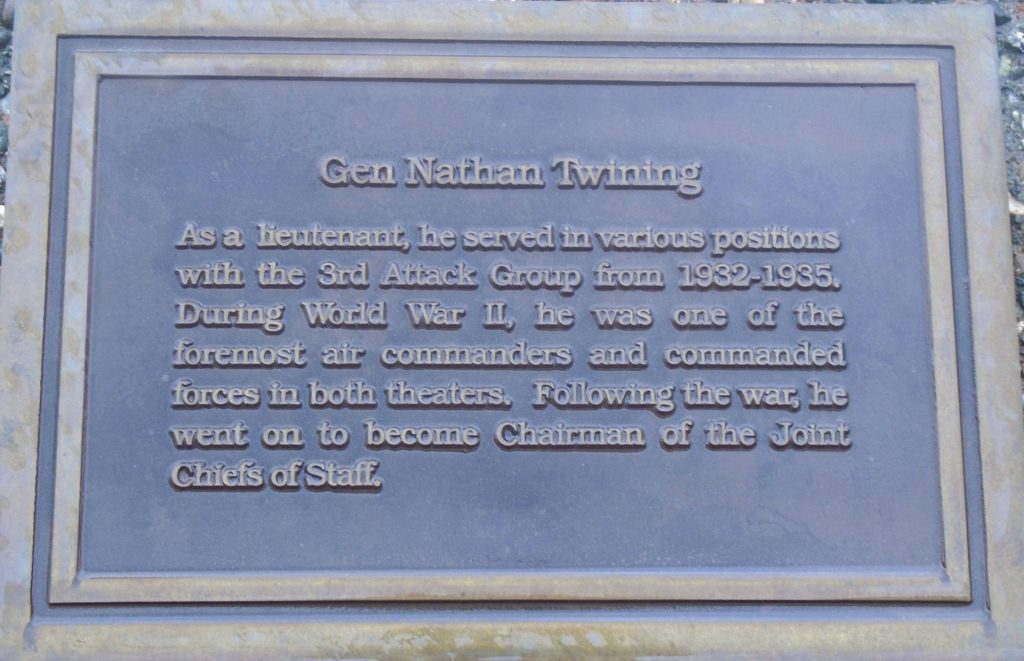 Gen Nathan Twining
As a lieutenant, he served in various positions
with the 3rd Attack Group from 1932-1935.
During World War II, he was one of the
foremost air commanders and commanded
forces in both theaters. Following the war, he
went on to become Chairman of the Joint
Chiefs of Staff.